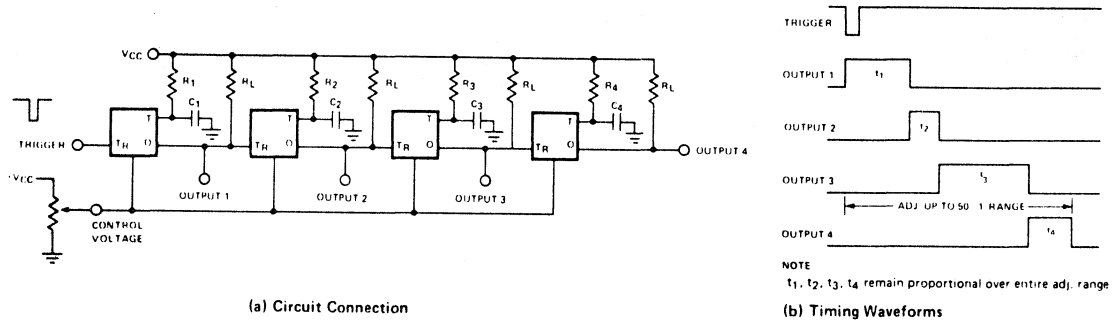 VCC
R1
RL
R2
RL
R3
RL
R4
RL
C1
C2
C3
C4
T
T
T
T
TRIGGER
TR
O
TR
O
TR
O
TR
O
OUTPUT 4
OUTPUT 1
OUTPUT 2
OUTPUT 3
VCC
CONTROL
VOLTAGE
(a) Circuit Connection
TRIGGER
OUTPUT 1
t1
OUTPUT 2
t2
OUTPUT 3
t3
ADJ. UP TO 50 1 RANGE
OUTPUT 4
t4
NOTE
t1, t2, t3, t4 remain proportional over entire adj. range
(b) Timing Waveforms